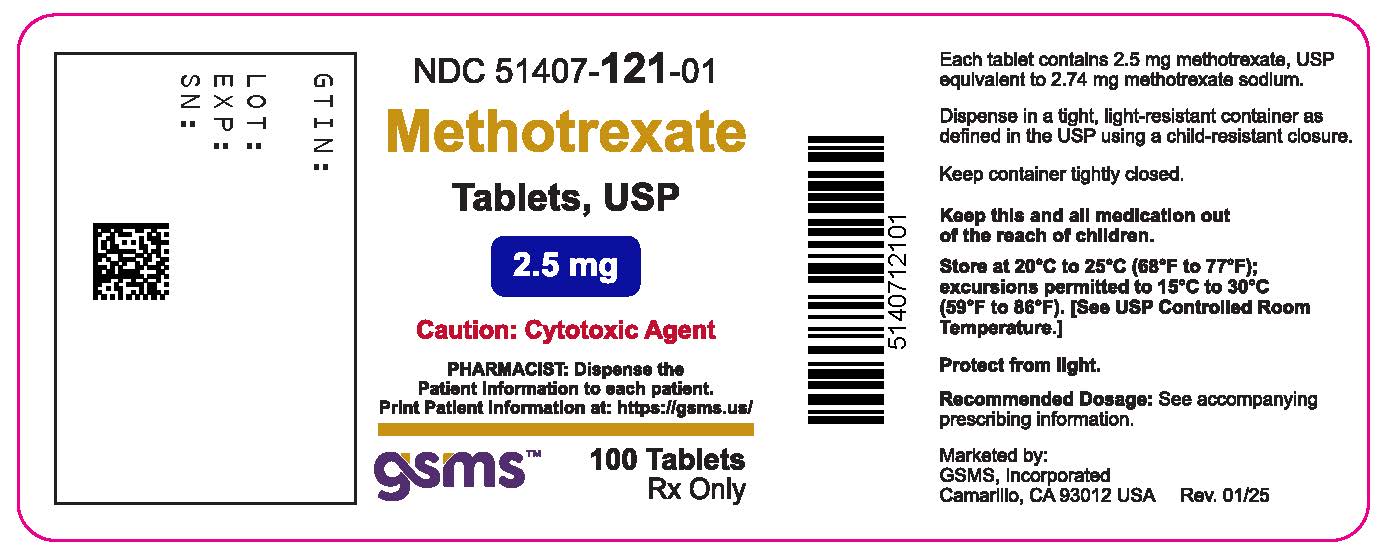 GTIN:
LOT:
EXP:
SN:
NDC 51407-121-01
Methotrexate
Tablets, USP
2.5 mg
Caution: Cytotoxic Agent
PHARMACIST: Dispense the
Patient Information to each patient.
Print Patient Information at: https://gsms.us/
gsms™
100 Tablets
Rx Only
5140712101
Each tablet contains 2.5 mg methotrexate, USP
equivalent to 2.74 mg methotrexate sodium.
Dispense in a tight, light-resistant container as
defined in the USP using a child-resistant closure.
Keep container tightly closed.
Keep this and all medication out
of the reach of children.
Store at 20°C to 25°C (68°F to 77°F);
excursions permitted to 15°C to 30°C
(59°F to 86°F). [See USP Controlled Room
Temperature.]
Protect from light.
Recommended Dosage: See accompanying
prescribing information.
Marketed by:
GSMS, Incorporated
Camarillo, CA 93012 USA Rev. 01/25